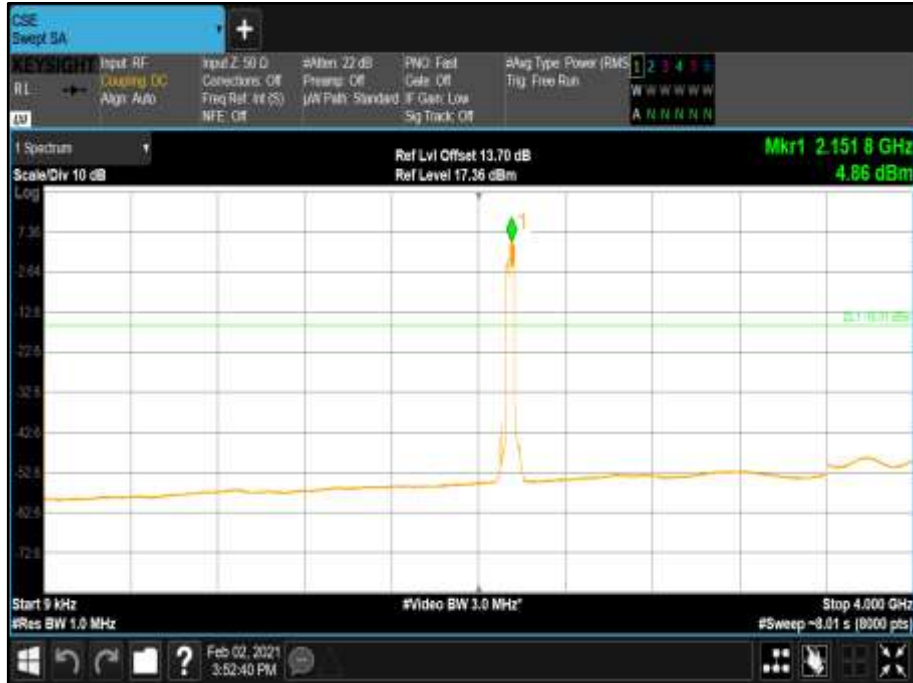 CSE
Swept SA
KEYSIGHT
Input: RF
Input Z: 50 Ω
#Atten: 22 dB
PNO: Fast
#Avg Type: Power (RMS
1 2 3 4 5 6
R L
Coupling: DC
Corrections: Off
Preamp: Off
Gate: Off
Trig: Free Run
W W W W W W
Align: Auto
Freq Ref: Int (S)
µW Path: Standard
IF Gain: Low
NFE: Off
Sig Track: Off
A N N N N N
1 Spectrum
Ref Lvl Offset 13.70 dB
Mkr1 2.151 8 GHz
Scale/Div 10 dB
Ref Level 17.36 dBm
4.86 dBm
Log
1
7.36
-2.64
-12.6
-22.6
-32.6
-42.6
-52.6
-62.6
-72.6
Start 9 kHz
#Video BW 3.0 MHz*
Stop 4.000 GHz
#Res BW 1.0 MHz
#Sweep ~8.01 s (8000 pts)
?
Feb 02, 2021
3:52:40 PM